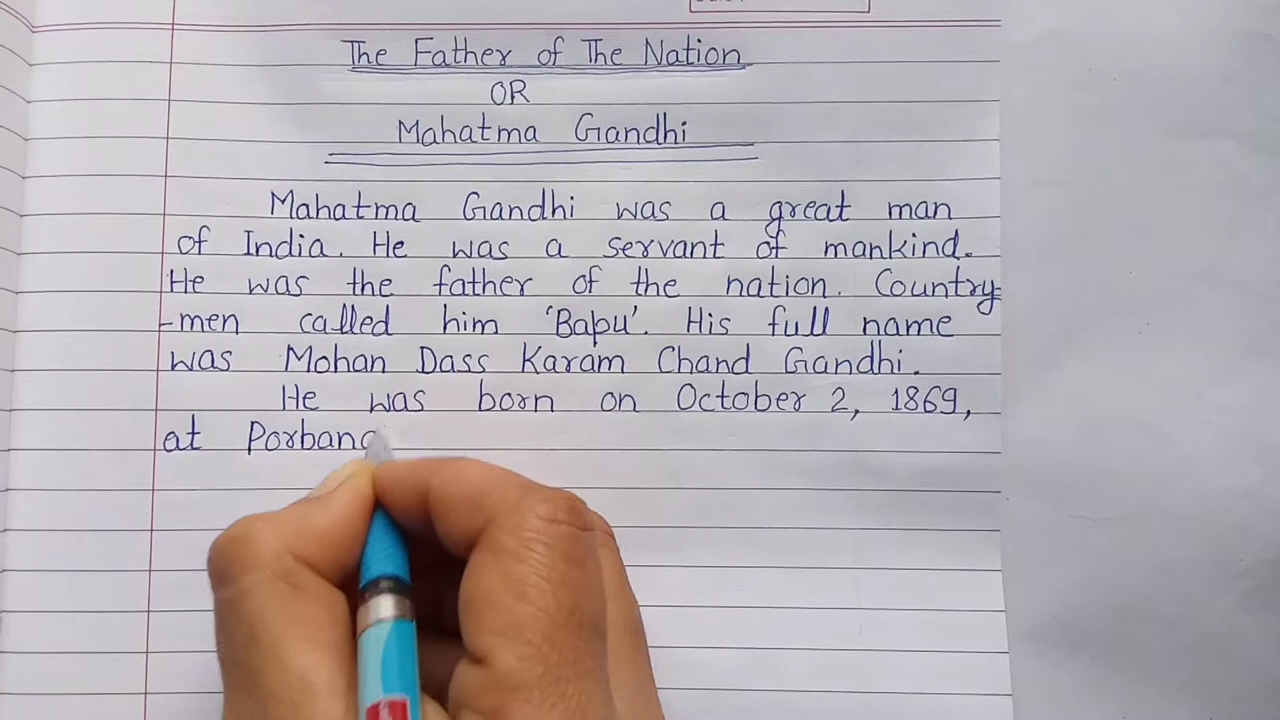 The Father of The Nation
OR
Mahatma Gandhi
Mahatma Gandhi was a great man
of India. He was a servant of mankind.
He was the father of the nation. Country
-men called him 'Bapu'. His full name
was Mohan Dass Karam Chand Gandhi.
He was born on October 2, 1869,
at